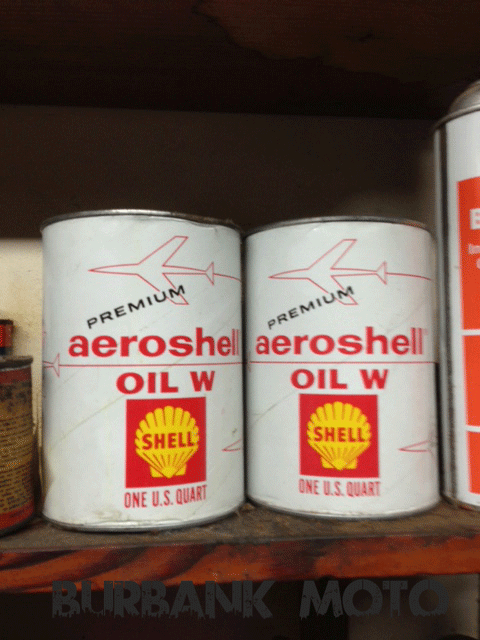 PREMIUM
aeroshell
OIL W
SHELL
ONE U.S. QUART
PREMIUM
aeroshell
OIL W
SHELL
ONE U.S. QUART
BURBANK MOTO